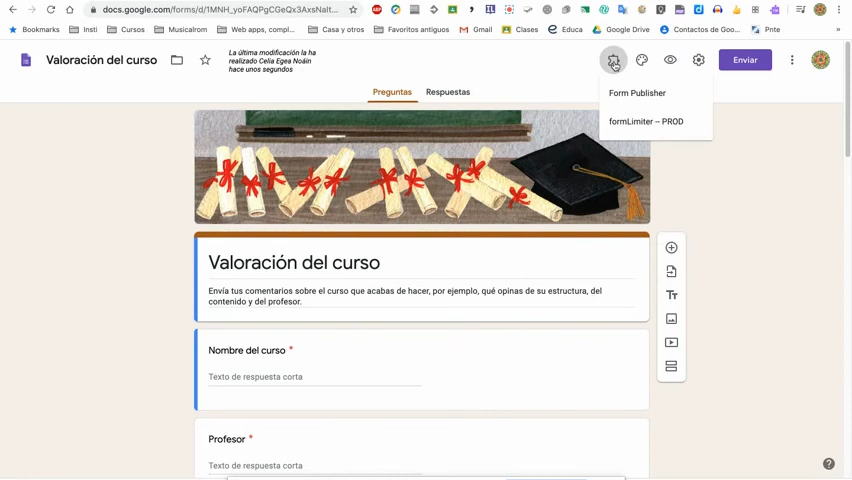 docs.google.com/forms/d/1MNH_yoFAQPgCGeQx3AxsNaIt...
Bookmarks Insti Cursos Musicalrom Web apps, compl... Casa y otros Favoritos antiguos Gmail Clases Educa Google Drive Contactos de Goo... Pnte »
Valoración del curso
La última modificación la ha
realizado Celia Egea Noáin
hace unos segundos
Enviar
Preguntas Respuestas
Form Publisher
formLimiter – PROD
Valoración del curso
Envía tus comentarios sobre el curso que acabas de hacer, por ejemplo, qué opinas de su estructura, del
contenido y del profesor.
Nombre del curso *
Texto de respuesta corta
Profesor *
Texto de respuesta corta